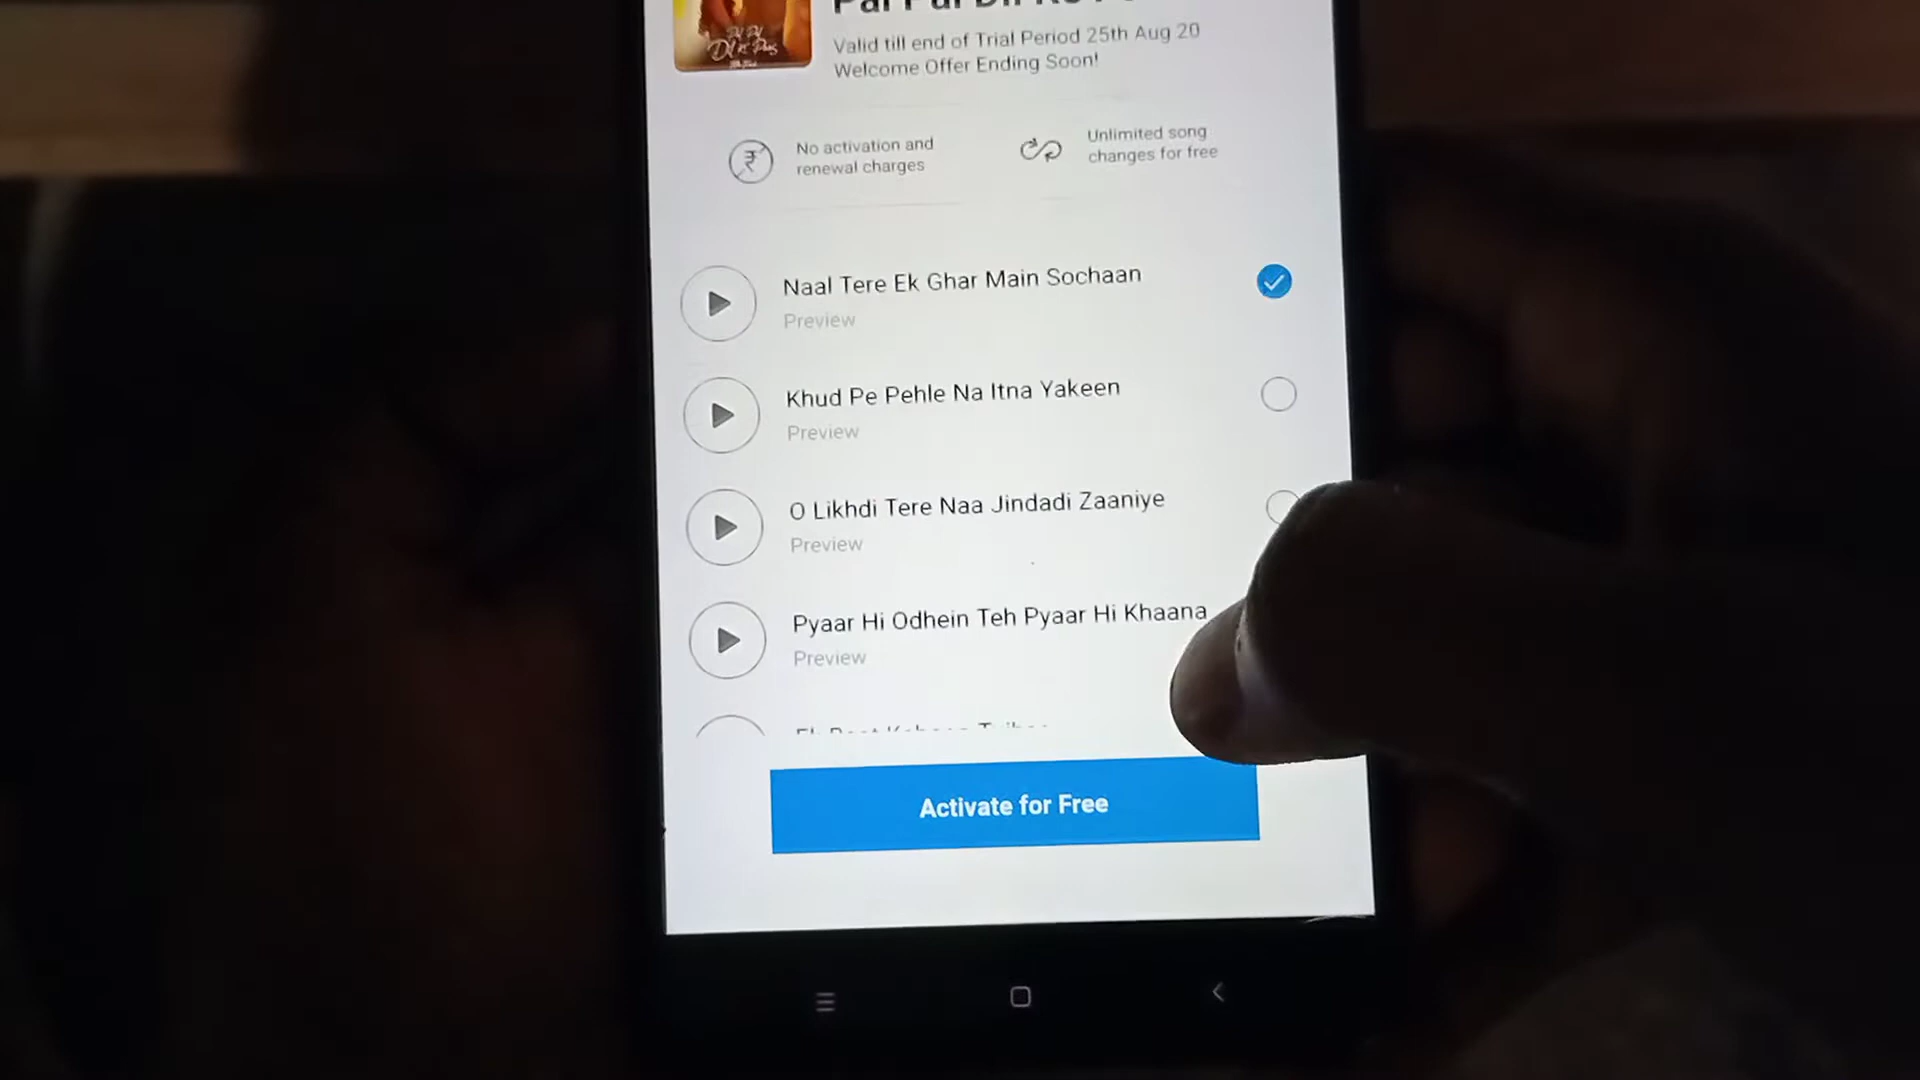 Valid till end of Trial Period 25th Aug 20
Welcome Offer Ending Soon!
No activation and
renewal charges
Unlimited song
changes for free
Naal Tere Ek Ghar Main Sochaan
Preview
Khud Pe Pehle Na Itna Yakeen
Preview
O Likhdi Tere Naa Jindadi Zaaniye
Preview
Pyaar Hi Odhein Teh Pyaar Hi Khaana
Preview
Activate for Free